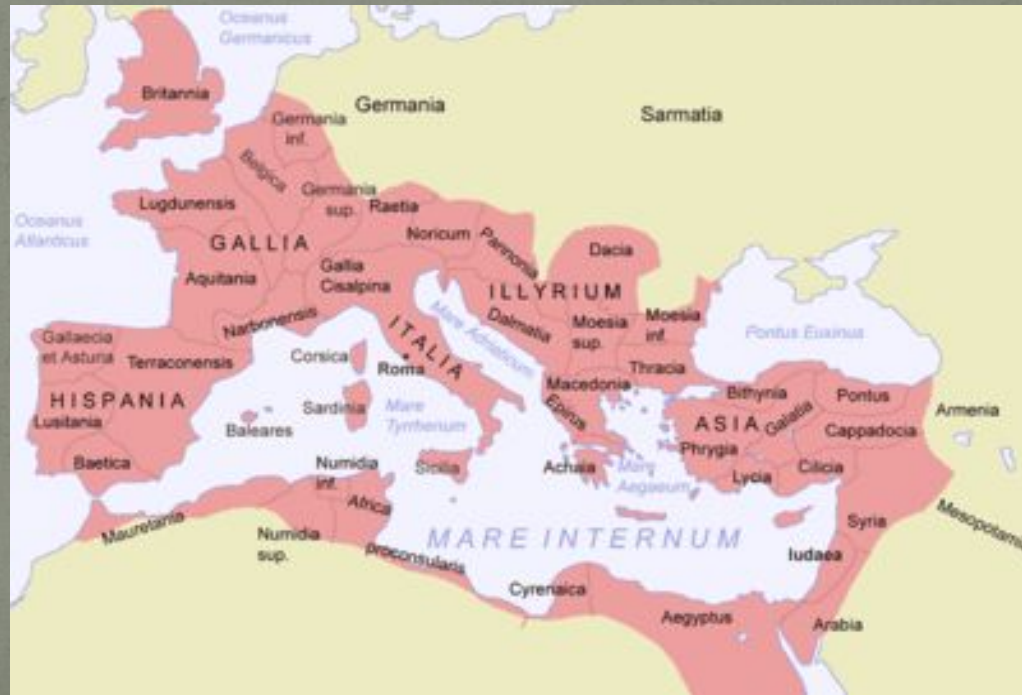 Oceanus
Germanicus
Britannia
Germania
Sarmatia
Germania
inf.
Belgica
Germania
sup.
Lugdunensis
Raetia
Oceanus
Atlanticus
GALLIA
Noricum
Pannonia
Dacia
Aquitania
Gallia
Cisalpina
ILLYRIUM
Narbonensis
Dalmatia
Moesia
sup.
Moesia
inf.
Pontus Euxinus
Gallaecia
et Asturia
Terraconensis
Corsica
Roma
ITALIA
Mare Adriaticum
Thracia
HISPANIA
Lusitania
Baleares
Sardinia
Mare
Tyrrhenum
Macedonia
Epirus
Bithynia
Pontus
Armenia
ASIA
Galatia
Cappadocia
Phrygia
Baetica
Numidia
inf.
Sicilia
Achaia
Mare
Aegaeum
Lycia
Cilicia
Mauretania
Africa
proconsularis
Numidia
sup.
MARE INTERNUM
Syria
Mesopotamia
Iudaea
Cyrenaica
Aegyptus
Arabia